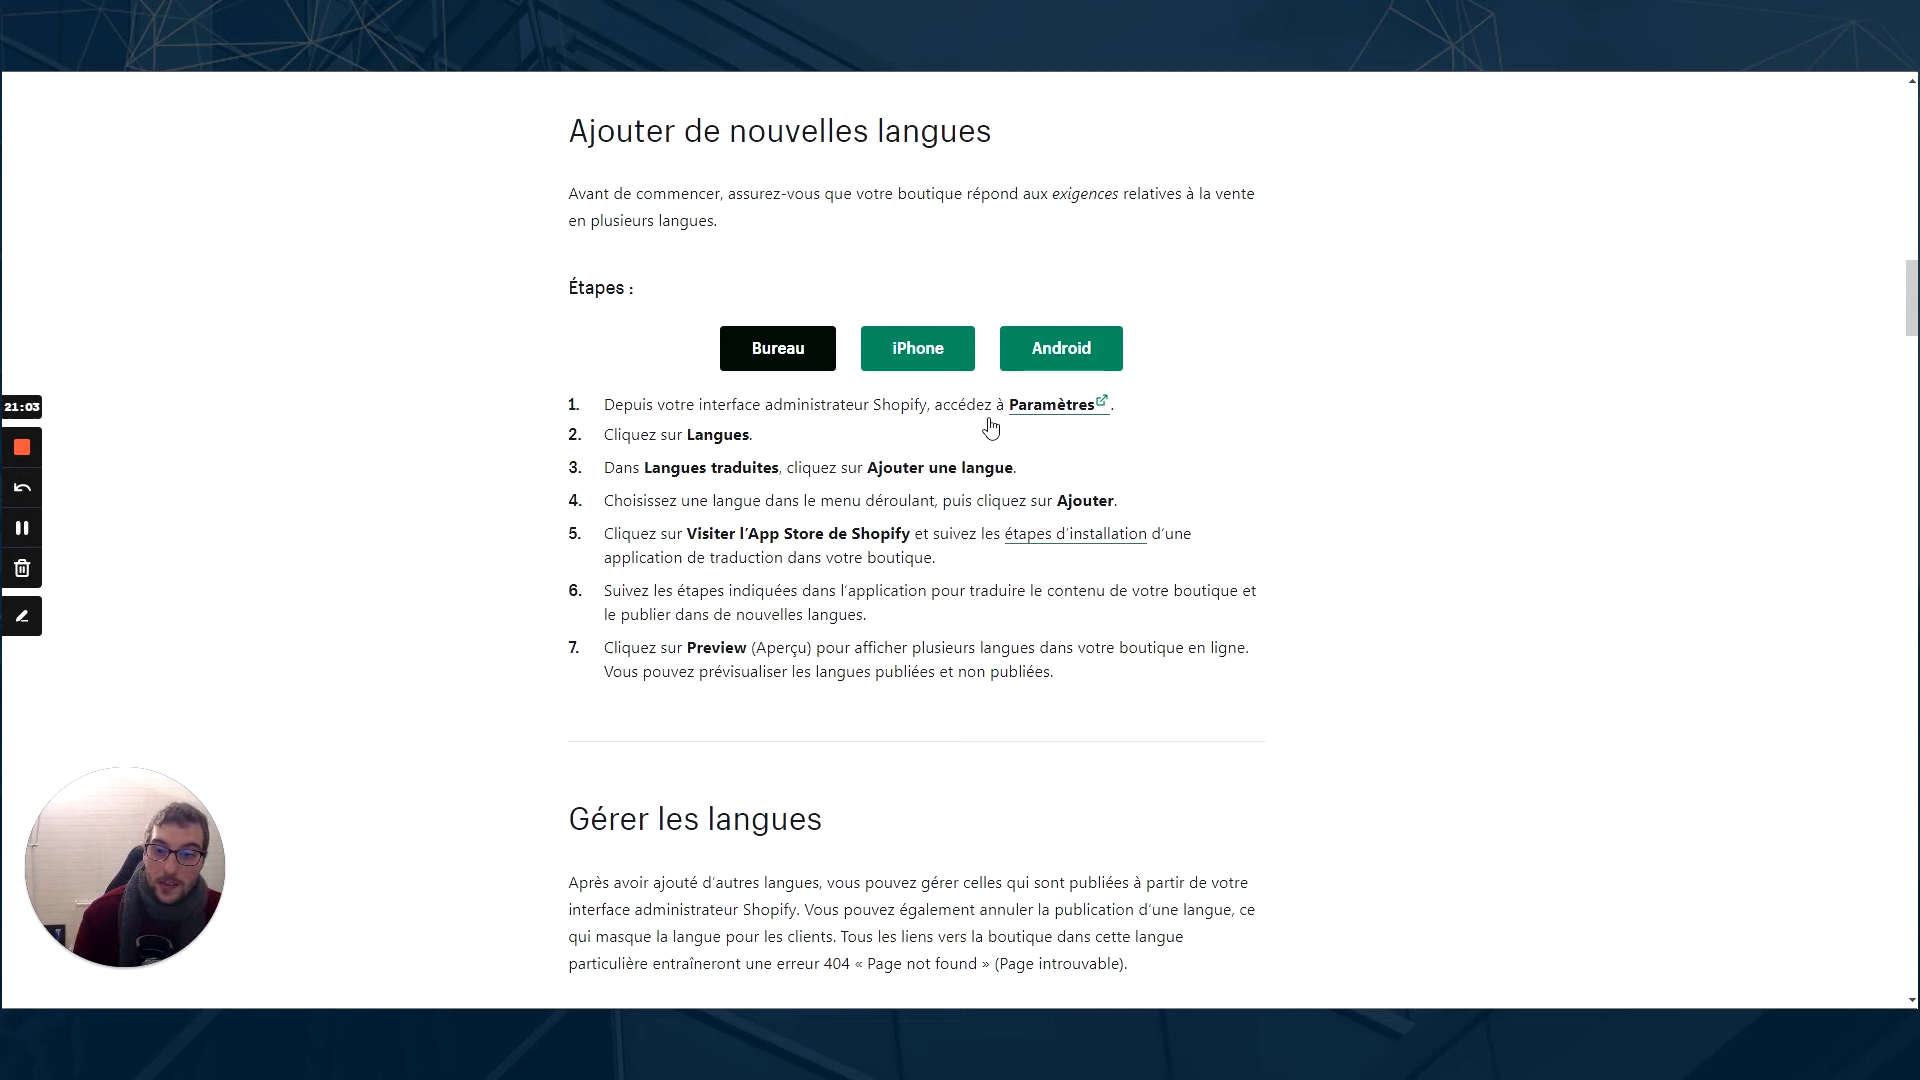 Ajouter de nouvelles langues
Avant de commencer, assurez-vous que votre boutique répond aux exigences relatives à la vente
en plusieurs langues.
Étapes :
Bureau
iPhone
Android
1. Depuis votre interface administrateur Shopify, accédez à Paramètres.
2. Cliquez sur Langues.
3. Dans Langues traduites, cliquez sur Ajouter une langue.
4. Choisissez une langue dans le menu déroulant, puis cliquez sur Ajouter.
5. Cliquez sur Visiter l'App Store de Shopify et suivez les étapes d'installation d'une
application de traduction dans votre boutique.
6. Suivez les étapes indiquées dans l'application pour traduire le contenu de votre boutique et
le publier dans de nouvelles langues.
7. Cliquez sur Preview (Aperçu) pour afficher plusieurs langues dans votre boutique en ligne.
Vous pouvez prévisualiser les langues publiées et non publiées.
21:03
Gérer les langues
Après avoir ajouté d'autres langues, vous pouvez gérer celles qui sont publiées à partir de votre
interface administrateur Shopify. Vous pouvez également annuler la publication d'une langue, ce
qui masque la langue pour les clients. Tous les liens vers la boutique dans cette langue
particulière entraîneront une erreur 404 « Page not found » (Page introuvable).